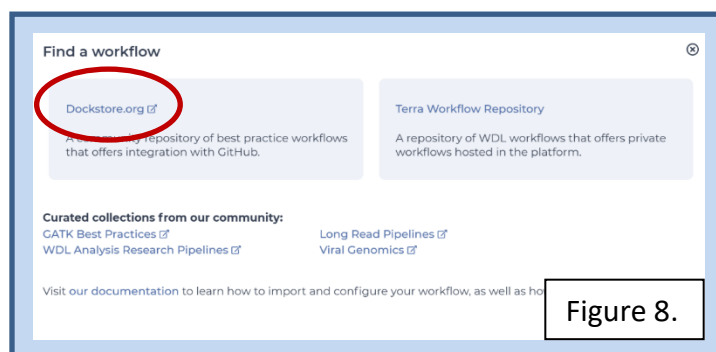 Find a workflow
Dockstore.org
A community repository of best practice workflows
that offers integration with GitHub.
Terra Workflow Repository
A repository of WDL workflows that offers private
workflows hosted in the platform.
Curated collections from our community:
GATK Best Practices
WDL Analysis Research Pipelines
Long Read Pipelines
Viral Genomics
Visit our documentation to learn how to import and configure your workflow, as well as
Figure 8.